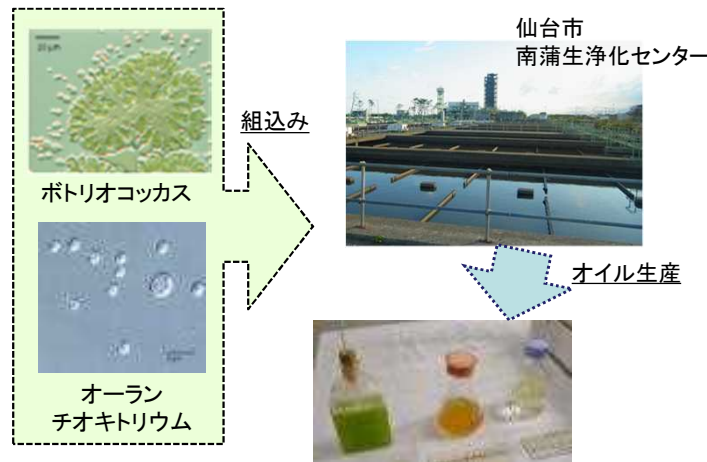 仙台市
南蒲生浄化センター
組込み
ボトリオコッカス
オイル生産
オーラン
チオキトリウム